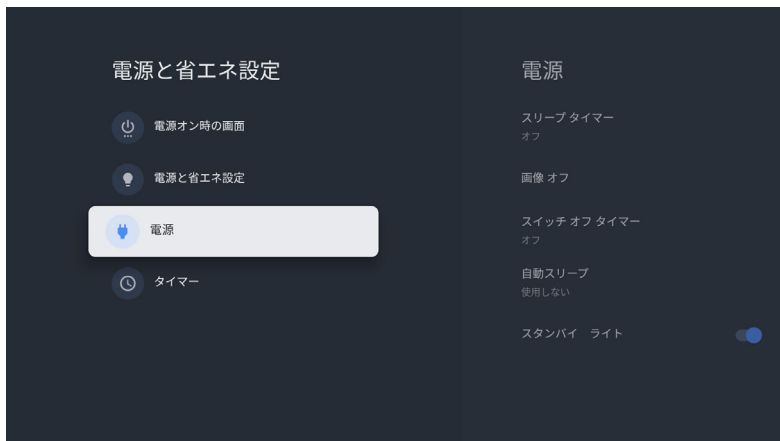 電源と省エネ設定
電源オン時の画面
電源と省エネ設定
電源
タイマー
電源
スリープ タイマー
オフ
画像 オフ
スイッチ オフ タイマー
オフ
自動スリープ
使用しない
スタンバイ　ライト